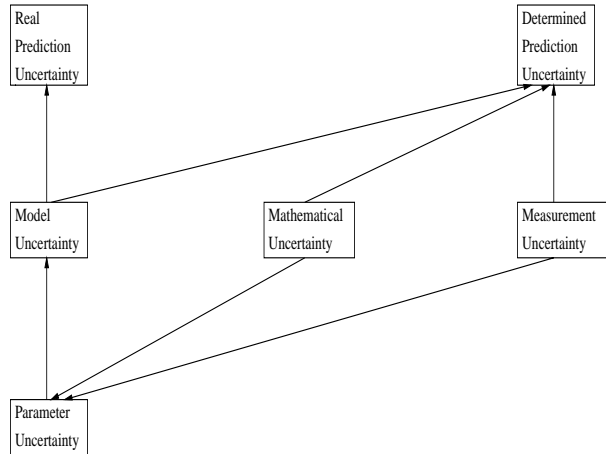 Real
Prediction
Uncertainty
Determined
Prediction
Uncertainty
Model
Uncertainty
Mathematical
Uncertainty
Measurement
Uncertainty
Parameter
Uncertainty